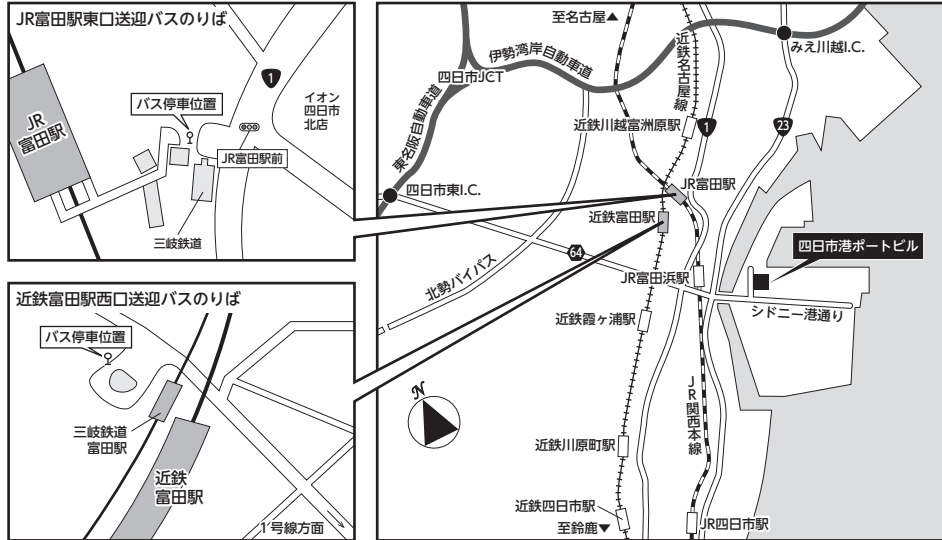 JR富田駅東口送迎バスのりば
1
バス停車位置
イオン
四日市
北店
JR
富田駅
JR富田駅前
三岐鉄道
近鉄富田駅西口送迎バスのりば
バス停車位置
三岐鉄道
富田駅
近鉄
富田駅
1号線方面
至名古屋▲
近鉄名古屋線
みえ川越I.C.
伊勢湾岸自動車道
四日市JCT
東名阪自動車道
近鉄川越富洲原駅
1
23
四日市東I.C.
JR富田駅
近鉄富田駅
64
四日市港ポートビル
北勢バイパス
JR富田浜駅
シドニー港通り
近鉄霞ヶ浦駅
N
JR関西本線
近鉄川原町駅
近鉄四日市駅
至鈴鹿▼
JR四日市駅